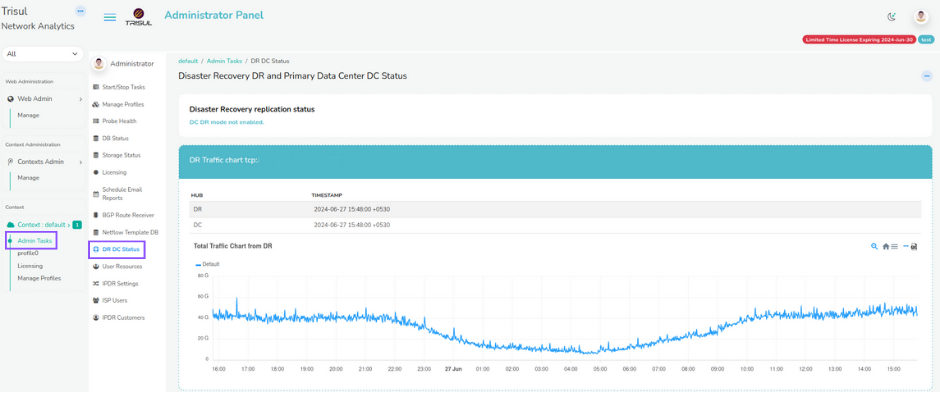 Trisul
Network Analytics
TRISUL
Administrator Panel
Limited Time License Expiring 2024-Jun-30
test
All
Web Administration
Web Admin
Manage
Context Administration
Contexts Admin
Manage
Context
Context : default
1
Admin Tasks
profile0
Licensing
Manage Profiles
Administrator
Start/Stop Tasks
Manage Profiles
Probe Health
DB Status
Storage Status
Licensing
Schedule Email
Reports
BGP Route Receiver
Netflow Template DB
DR DC Status
User Resources
IPDR Settings
ISP Users
IPDR Customers
default / Admin Tasks / DR DC Status
Disaster Recovery DR and Primary Data Center DC Status
Disaster Recovery replication status
DC DR mode not enabled.
DR Traffic chart tcp:
HUB TIMESTAMP
DR 2024-06-27 15:48:00 +0530
DC 2024-06-27 15:48:00 +0530
Total Traffic Chart from DR
Default
80 G
60 G
40 G
20 G
0
16:00 17:00 18:00 19:00 20:00 21:00 22:00 23:00 27 Jun 01:00 02:00 03:00 04:00 05:00 06:00 07:00 08:00 09:00 10:00 11:00 12:00 13:00 14:00 15:00